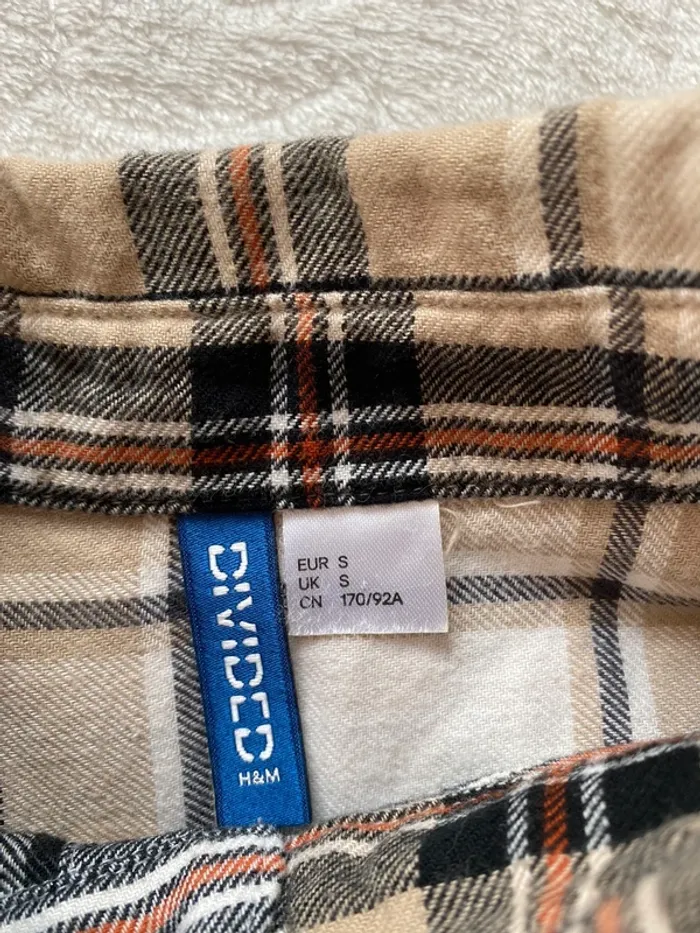 DIVIDED
H&M
EUR S
UK S
CN 170/92A